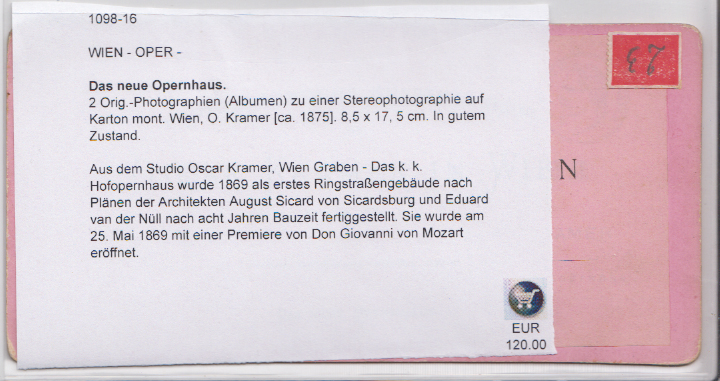 1098-16
WIEN - OPER -
Das neue Opernhaus.
2 Orig.-Photographien (Albumen) zu einer Stereophotographie auf
Karton mont. Wien, O. Kramer [ca. 1875]. 8,5 x 17, 5 cm. In gutem
Zustand.
Aus dem Studio Oscar Kramer, Wien Graben - Das k. k.
Hofopernhaus wurde 1869 als erstes Ringstraßengebäude nach
Plänen der Architekten August Sicard von Sicardsburg und Eduard
van der Nüll nach acht Jahren Bauzeit fertiggestellt. Sie wurde am
25. Mai 1869 mit einer Premiere von Don Giovanni von Mozart
eröffnet.
EUR
120.00
N